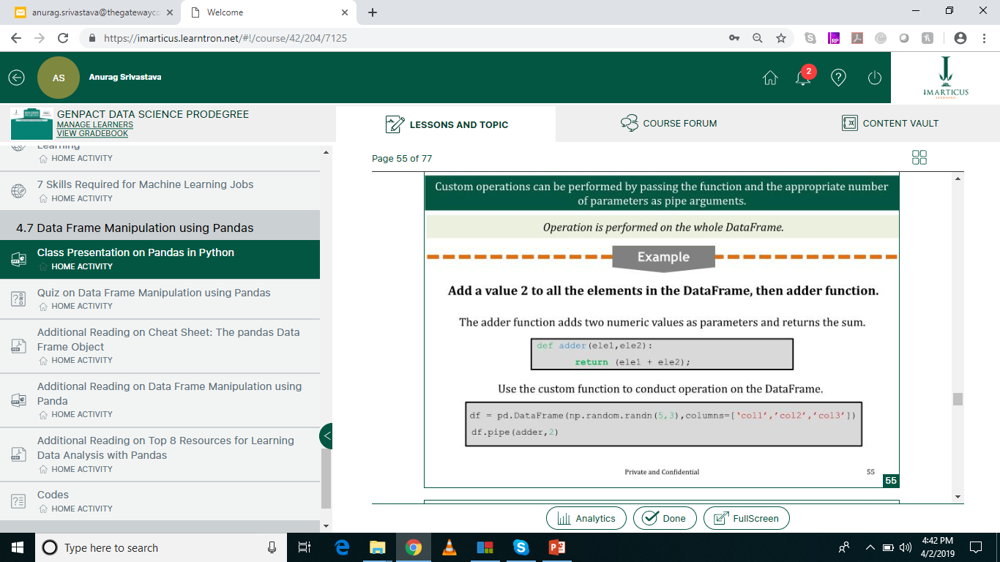 anurag.srivastava@thegatewayco
Welcome
https://imarticus.learntron.net/#!/course/42/204/7125
AS
Anurag Srivastava
2
IMARTICUS
LEARNING
GENPACT DATA SCIENCE PRODEGREE
MANAGE LEARNERS
VIEW GRADEBOOK
LESSONS AND TOPIC
COURSE FORUM
CONTENT VAULT
Learning
HOME ACTIVITY
7 Skills Required for Machine Learning Jobs
HOME ACTIVITY
4.7 Data Frame Manipulation using Pandas
Class Presentation on Pandas in Python
HOME ACTIVITY
Quiz on Data Frame Manipulation using Pandas
HOME ACTIVITY
Additional Reading on Cheat Sheet: The pandas Data
Frame Object
HOME ACTIVITY
Additional Reading on Data Frame Manipulation using
Panda
HOME ACTIVITY
Additional Reading on Top 8 Resources for Learning
Data Analysis with Pandas
HOME ACTIVITY
Codes
HOME ACTIVITY
Page 55 of 77
Custom operations can be performed by passing the function and the appropriate number
of parameters as pipe arguments.
Operation is performed on the whole DataFrame.
Example
Add a value 2 to all the elements in the DataFrame, then adder function.
The adder function adds two numeric values as parameters and returns the sum.
def adder(ele1,ele2):
return (ele1 + ele2);
Use the custom function to conduct operation on the DataFrame.
df = pd.DataFrame(np.random.randn(5,3),columns=['col1','col2','col3'])
df.pipe(adder,2)
Private and Confidential
55
55
Analytics
Done
FullScreen
Type here to search
4:42 PM
4/2/2019